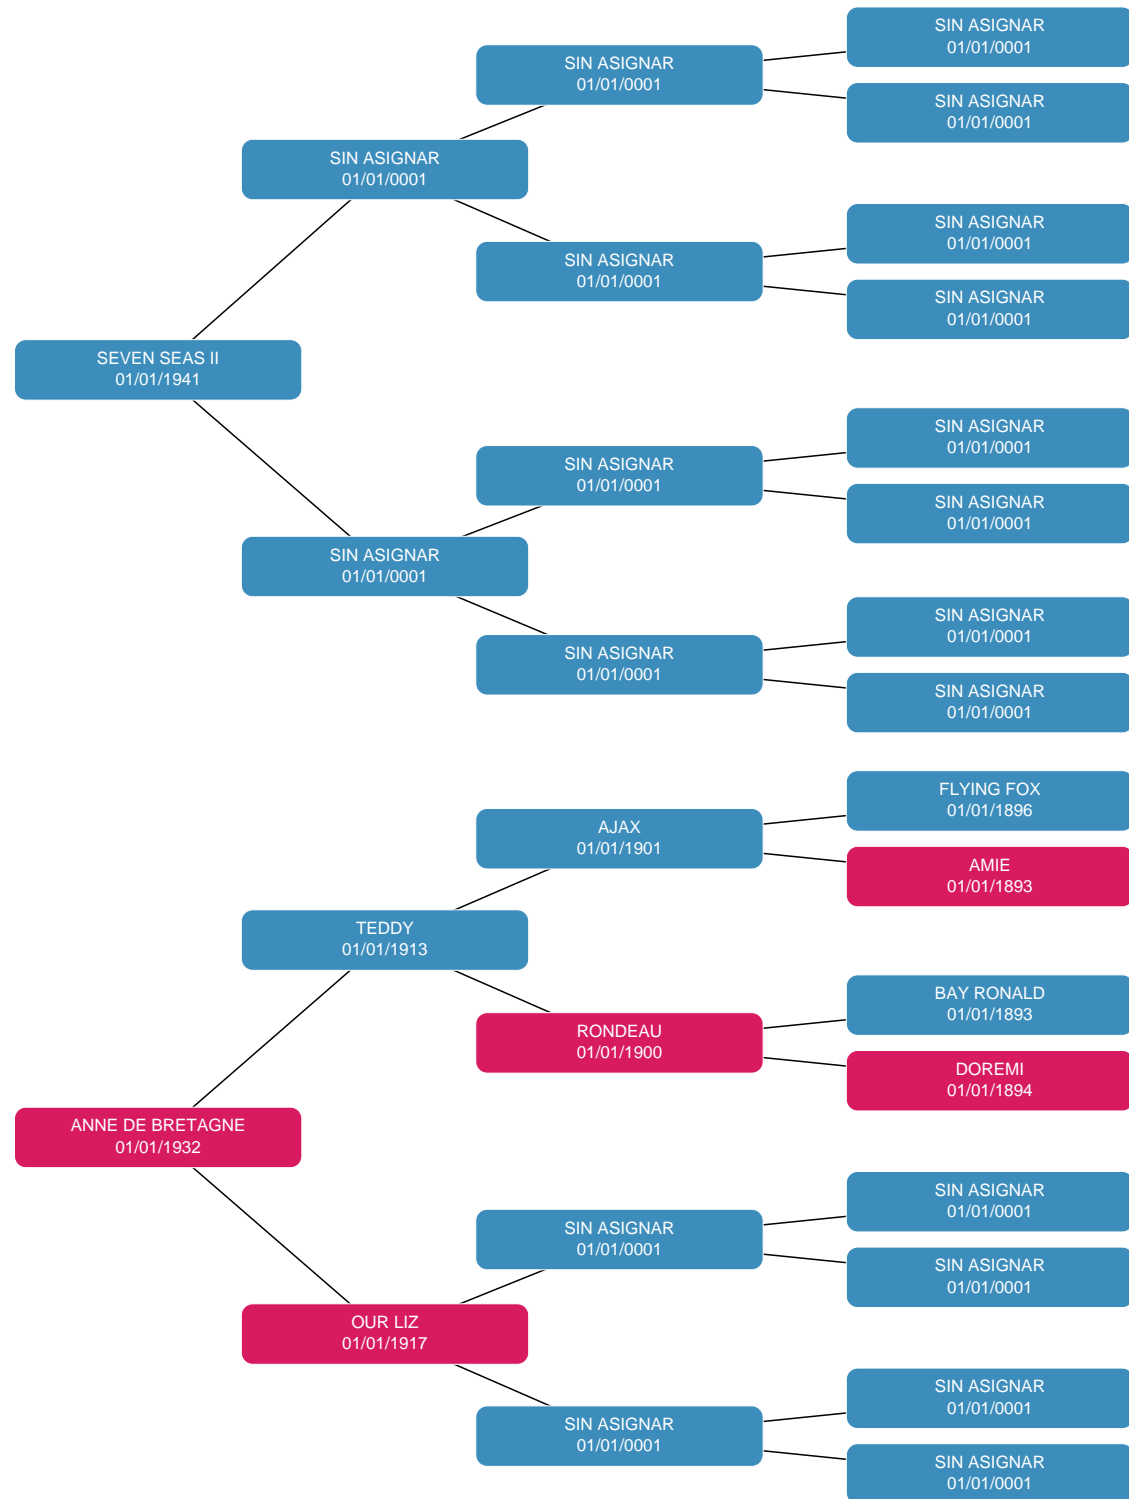 SIN ASIGNAR
01/01/0001
SIN ASIGNAR
01/01/0001
SIN ASIGNAR
01/01/0001
SIN ASIGNAR
01/01/0001
SIN ASIGNAR
01/01/0001
SIN ASIGNAR
01/01/0001
SIN ASIGNAR
01/01/0001
SEVEN SEAS II
01/01/1941
SIN ASIGNAR
01/01/0001
SIN ASIGNAR
01/01/0001
SIN ASIGNAR
01/01/0001
SIN ASIGNAR
01/01/0001
SIN ASIGNAR
01/01/0001
SIN ASIGNAR
01/01/0001
SIN ASIGNAR
01/01/0001
FLYING FOX
01/01/1896
AJAX
01/01/1901
AMIE
01/01/1893
TEDDY
01/01/1913
BAY RONALD
01/01/1893
RONDEAU
01/01/1900
DOREMI
01/01/1894
ANNE DE BRETAGNE
01/01/1932
SIN ASIGNAR
01/01/0001
SIN ASIGNAR
01/01/0001
SIN ASIGNAR
01/01/0001
OUR LIZ
01/01/1917
SIN ASIGNAR
01/01/0001
SIN ASIGNAR
01/01/0001
SIN ASIGNAR
01/01/0001